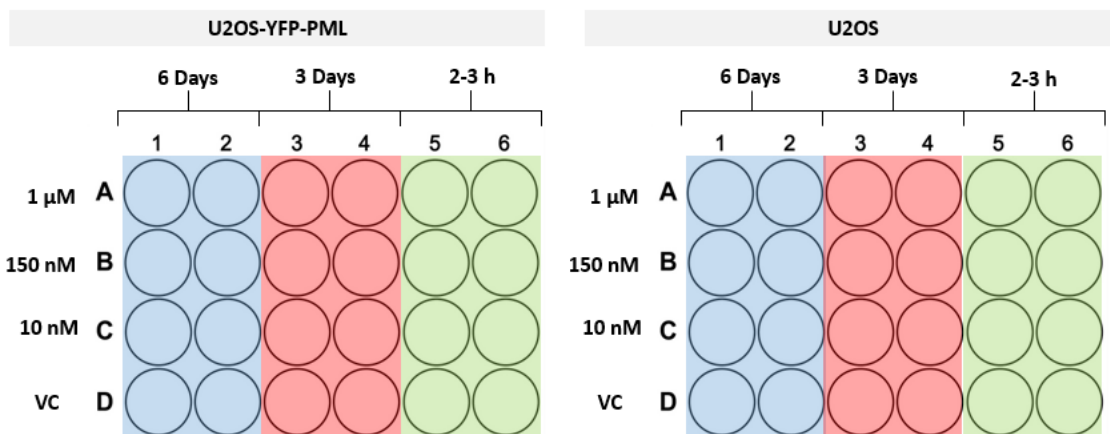 U2OS-YFP-PML
6 Days 3 Days 2-3 h
1 2 3 4 5 6
1 µM A
150 nM B
10 nM C
VC D
U2OS
6 Days 3 Days 2-3 h
1 2 3 4 5 6
1 µM A
150 nM B
10 nM C
VC D